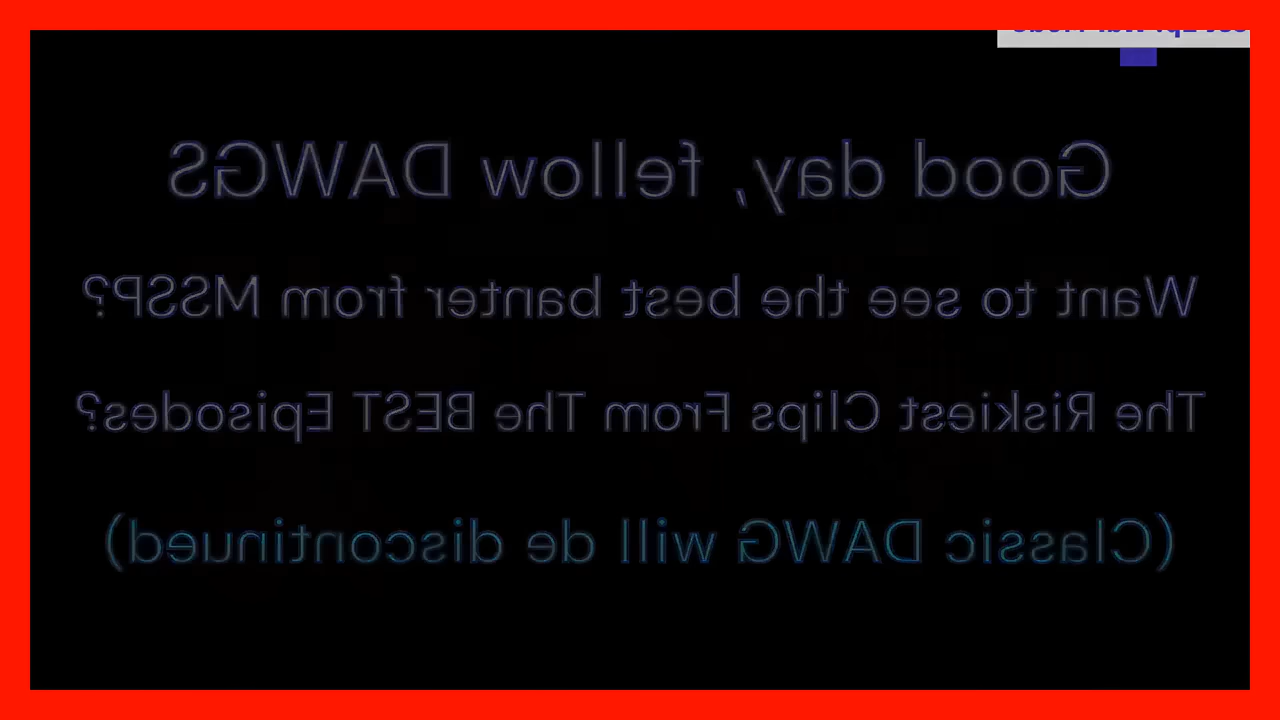 Good day, fellow DAWGS
Want to see the best banter from MSSP?
The Riskiest Clips From The BEST Episodes?
(Classic DAWG will be discontinued)